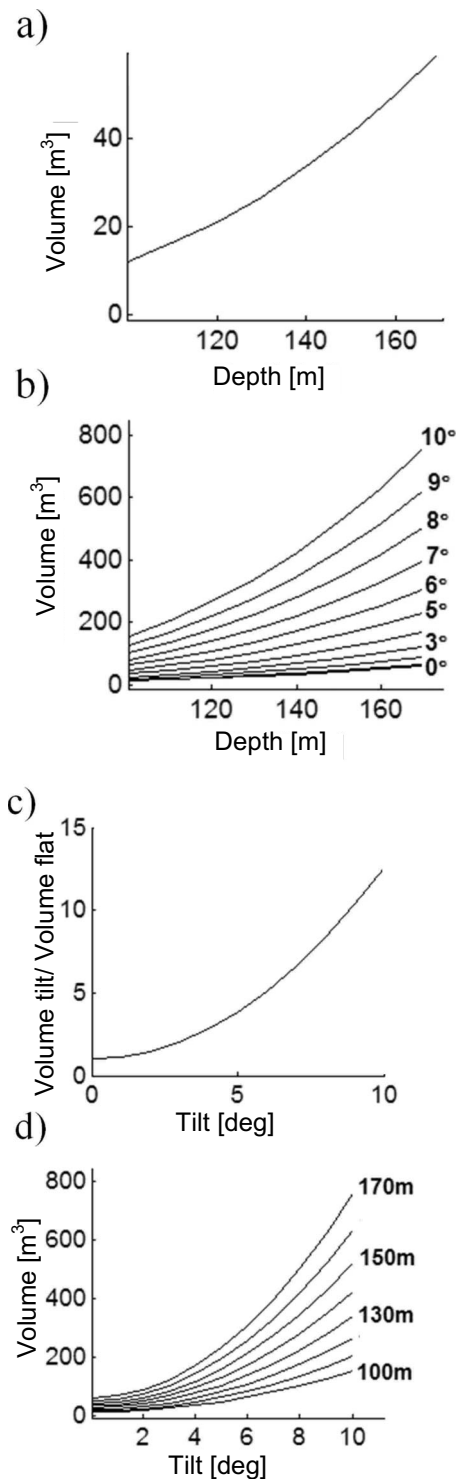 a)
Volume [m³]
40
20
0
120 140 160
Depth [m]
b)
Volume [m³]
800
600
400
200
0
10°
9°
8°
7°
6°
5°
3°
0°
120 140 160
Depth [m]
c)
Volume tilt/ Volume flat
15
10
5
0
0 5 10
Tilt [deg]
d)
Volume [m³]
800
600
400
200
0
170m
150m
130m
100m
2 4 6 8 10
Tilt [deg]